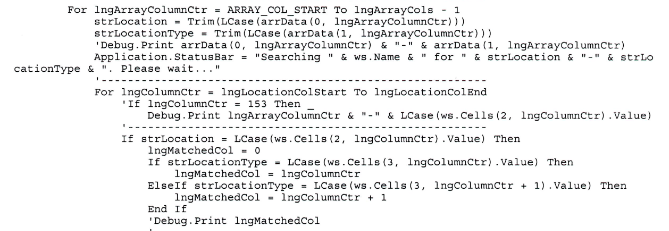 For lngArrayColumnCtr = ARRAY_COL_START To lngArrayCols - 1
strLocation = Trim(LCase(arrData(0, lngArrayColumnCtr)))
strLocationType = Trim(LCase(arrData(1, lngArrayColumnCtr)))
'Debug.Print arrData(0, lngArrayColumnCtr) & "-" & arrData(1, lngArrayColumnCtr)
Application.StatusBar = "Searching " & ws.Name & " for " & strLocation & "-" & strLo
cationType & ". Please wait..."
'--------------------------------------------------
For lngColumnCtr = lngLocationColStart To lngLocationColEnd
'If lngColumnCtr = 153 Then _
Debug.Print lngArrayColumnCtr & "-" & LCase(ws.Cells(2, lngColumnCtr).Value)
'----------------------------------------------
If strLocation = LCase(ws.Cells(2, lngColumnCtr).Value) Then
lngMatchedCol = 0
If strLocationType = LCase(ws.Cells(3, lngColumnCtr).Value) Then
lngMatchedCol = lngColumnCtr
ElseIf strLocationType = LCase(ws.Cells(3, lngColumnCtr + 1).Value) Then
lngMatchedCol = lngColumnCtr + 1
End If
'Debug.Print lngMatchedCol